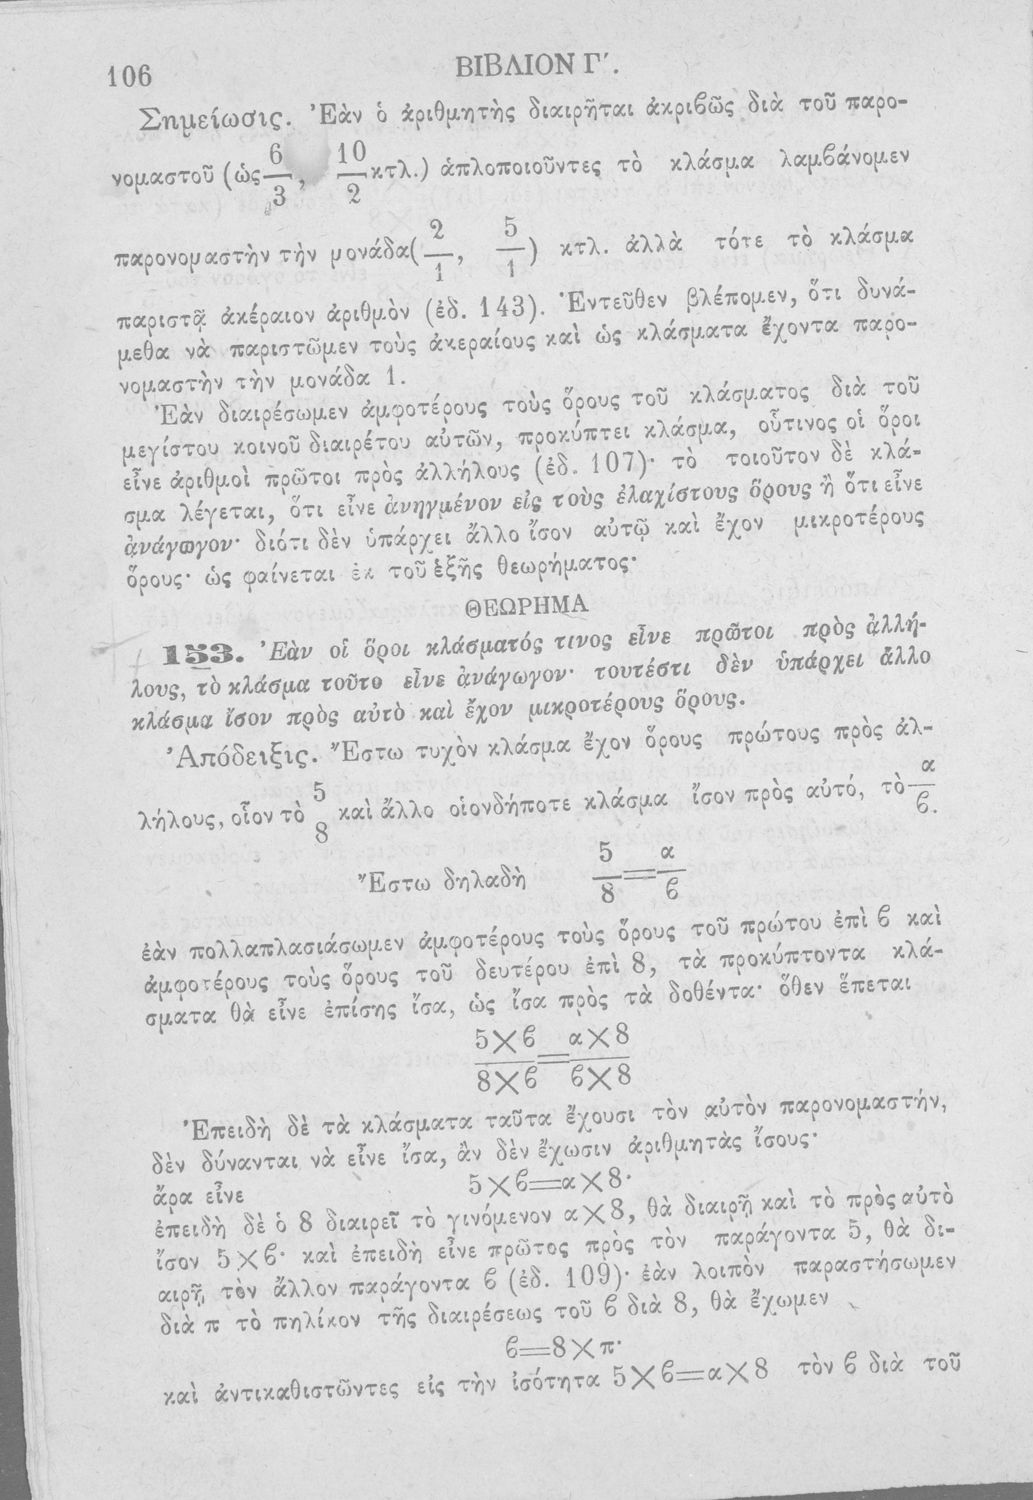 106
ΒΙΒΛΙΟΝ Γ΄.
Σημείωσις. Ἐὰν ὁ ἀριθμητὴς διαιρῆται ἀκριϐῶς διὰ τοῦ παρο-
νομαστοῦ (ὡς 6/3, 10/2 κτλ.) ἁπλοποιοῦντες τὸ κλάσμα λαμϐάνομεν
παρονομαστὴν τὴν μονάδα (2/1, 5/1) κτλ. ἀλλὰ τότε τὸ κλάσμα
παριστᾷ ἀκέραιον ἀριθμὸν (ἐδ. 143). Ἐντεῦθεν βλέπομεν, ὅτι δυνά-
μεθα νὰ παριστῶμεν τοὺς ἀκεραίους καὶ ὡς κλάσματα ἔχοντα παρο-
νομαστὴν τὴν μονάδα 1.
Ἐὰν διαιρέσωμεν ἀμφοτέρους τοὺς ὅρους τοῦ κλάσματος διὰ τοῦ
μεγίστου κοινοῦ διαιρέτου αὐτῶν, προκύπτει κλάσμα, οὗτινος οἱ ὅροι
εἶνε ἀριθμοὶ πρῶτοι πρὸς ἀλλήλους (ἐδ. 107)· τὸ τοιοῦτον δὲ κλά-
σμα λέγεται, ὅτι εἶνε ἀνηγμένον εἰς τοὺς ἐλαχίστους ὅρους ἢ ὅτι εἶνε
ἀνάγωγον· διότι δὲν ὑπάρχει ἄλλο ἴσον αὐτῷ καὶ ἔχον μικροτέρους
ὅρους· ὡς φαίνεται ἐκ τοῦ ἑξῆς θεωρήματος·
ΘΕΩΡΗΜΑ
153. Ἐὰν οἱ ὅροι κλάσματός τινος εἶνε πρῶτοι πρὸς ἀλλή-
λους, τὸ κλάσμα τοῦτο εἶνε ἀνάγωγον· τουτέστι δὲν ὑπάρχει ἄλλο
κλάσμα ἴσον πρὸς αὐτὸ καὶ ἔχον μικροτέρους ὅρους.
Ἀπόδειξις. Ἔστω τυχὸν κλάσμα ἔχον ὅρους πρώτους πρὸς ἀλ-
λήλους, οἷον τὸ 5/8 καὶ ἄλλο οἱονδήποτε κλάσμα ἴσον πρὸς αὐτό, τὸ α/ϐ.
Ἔστω δηλαδὴ 5/8=α/ϐ
ἐὰν πολλαπλασιάσωμεν ἀμφοτέρους τοὺς ὅρους τοῦ πρώτου ἐπὶ ϐ καὶ
ἀμφοτέρους τοὺς ὅρους τοῦ δευτέρου ἐπὶ 8, τὰ προκύπτοντα κλά-
σματα θὰ εἶνε ἐπίσης ἴσα, ὡς ἴσα πρὸς τὰ δοθέντα· ὅθεν ἕπεται
5×ϐ/8×ϐ=α×8/ϐ×8
Ἐπειδὴ δὲ τὰ κλάσματα ταῦτα ἔχουσι τὸν αὐτὸν παρονομαστήν,
δὲν δύνανται νὰ εἶνε ἴσα, ἂν δὲν ἔχωσιν ἀριθμητὰς ἴσους·
ἄρα εἶνε 5×ϐ=α×8·
ἐπειδὴ δὲ ὁ 8 διαιρεῖ τὸ γινόμενον α×8, θὰ διαιρῇ καὶ τὸ πρὸς αὐτὸ
ἴσον 5×ϐ· καὶ ἐπειδὴ εἶνε πρῶτος πρὸς τὸν παράγοντα 5, θὰ δι-
αιρῇ τὸν ἄλλον παράγοντα ϐ (ἐδ. 109)· ἐὰν λοιπὸν παραστήσωμεν
διὰ π τὸ πηλίκον τῆς διαιρέσεως τοῦ ϐ διὰ 8, θὰ ἔχωμεν
ϐ=8×π·
καὶ ἀντικαθιστῶντες εἰς τὴν ἰσότητα 5×ϐ=α×8 τὸν ϐ διὰ τοῦ